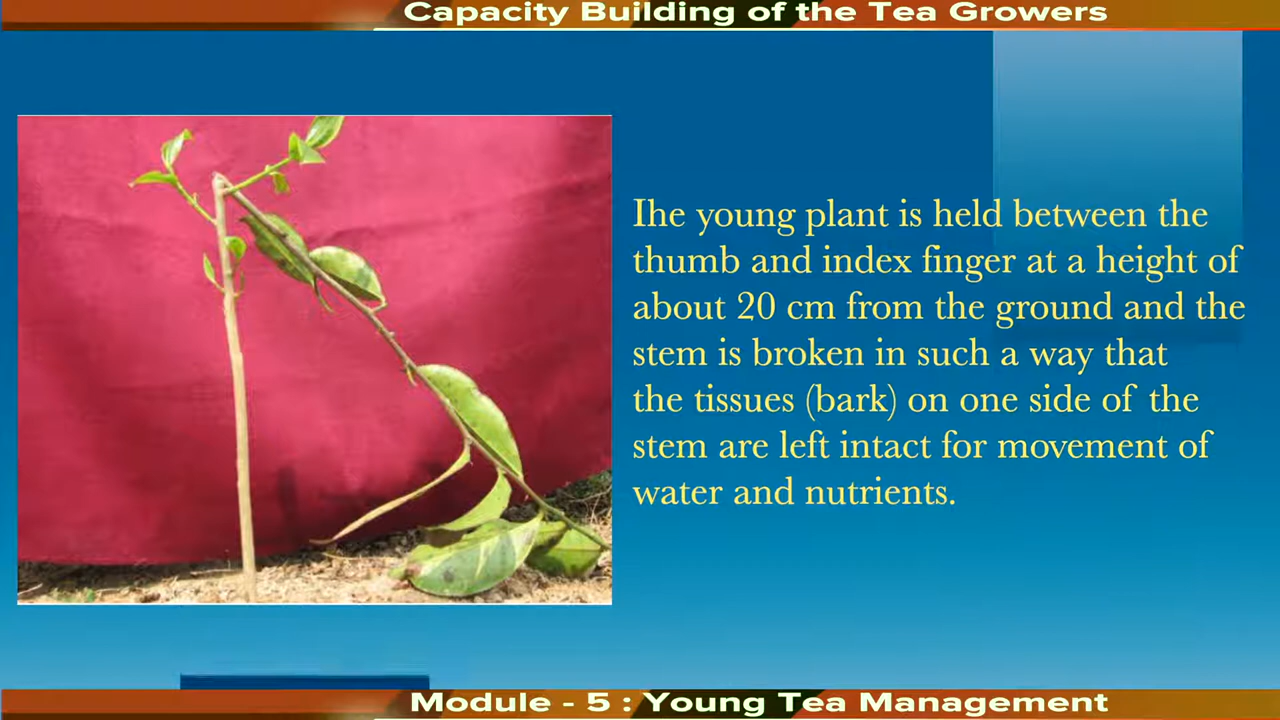 Capacity Building of the Tea Growers
Ihe young plant is held between the
thumb and index finger at a height of
about 20 cm from the ground and the
stem is broken in such a way that
the tissues (bark) on one side of the
stem are left intact for movement of
water and nutrients.
Module - 5 : Young Tea Management